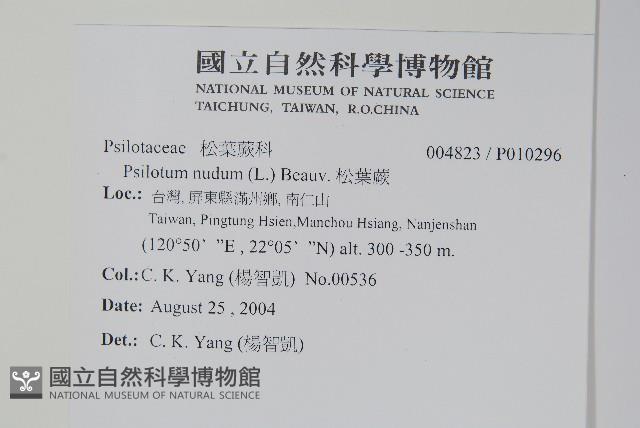 國立自然科學博物館
NATIONAL MUSEUM OF NATURAL SCIENCE
TAICHUNG, TAIWAN, R.O.CHINA
Psilotaceae 松葉蕨科 004823 / P010296
Psilotum nudum (L.) Beauv. 松葉蕨
Loc.: 台灣, 屏東縣滿州鄉, 南仁山
Taiwan, Pingtung Hsien,Manchou Hsiang, Nanjenshan
(120°50’ ”E , 22°05’ ”N) alt. 300 -350 m.
Col.:C. K. Yang (楊智凱) No.00536
Date: August 25 , 2004
Det.: C. K. Yang (楊智凱)
國立自然科學博物館
NATIONAL MUSEUM OF NATURAL SCIENCE